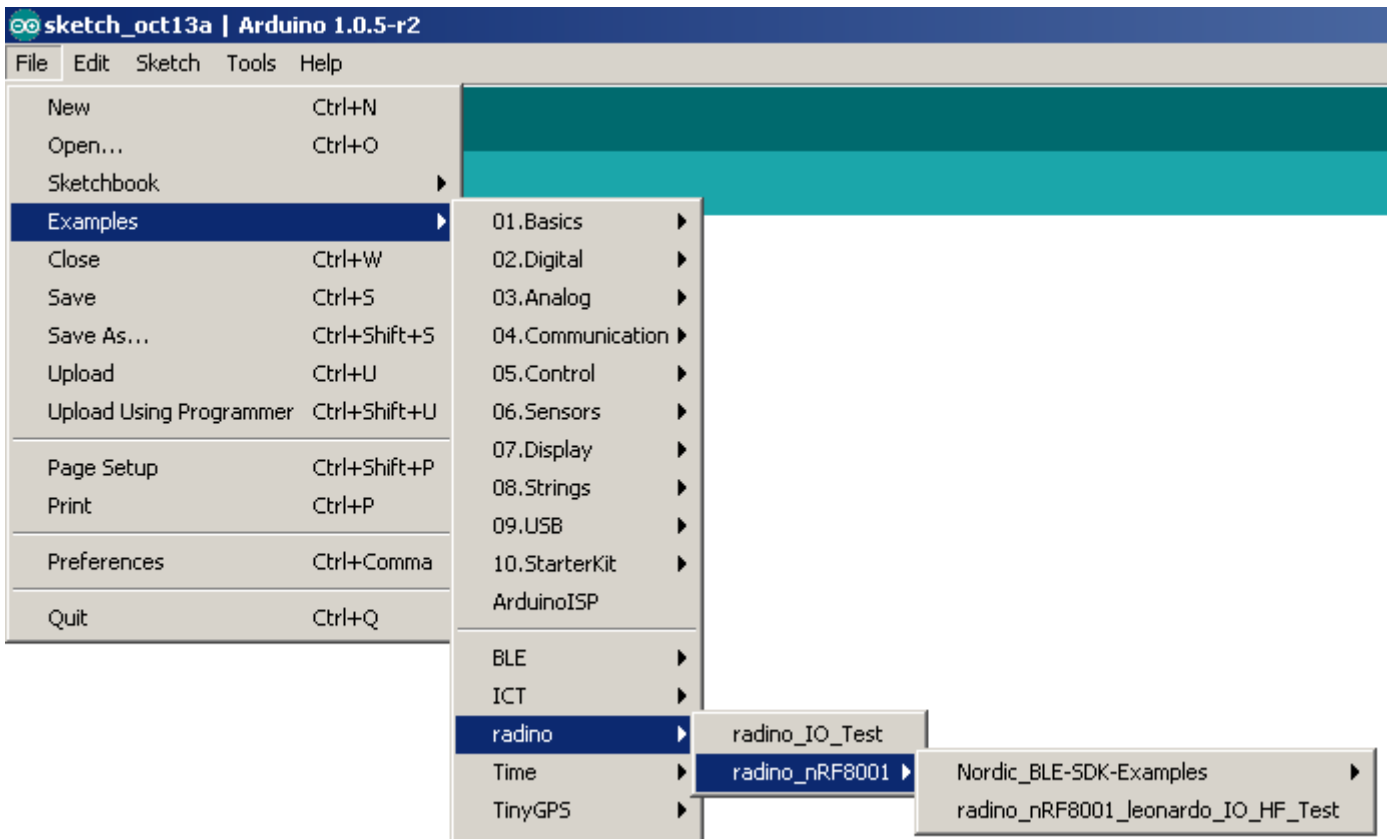 sketch_oct13a | Arduino 1.0.5-r2
File Edit Sketch Tools Help
New Ctrl+N
Open... Ctrl+O
Sketchbook
Examples
Close Ctrl+W
Save Ctrl+S
Save As... Ctrl+Shift+S
Upload Ctrl+U
Upload Using Programmer Ctrl+Shift+U
Page Setup Ctrl+Shift+P
Print Ctrl+P
Preferences Ctrl+Comma
Quit Ctrl+Q
01.Basics
02.Digital
03.Analog
04.Communication
05.Control
06.Sensors
07.Display
08.Strings
09.USB
10.StarterKit
ArduinoISP
BLE
ICT
radino
Time
TinyGPS
radino_IO_Test
radino_nRF8001
Nordic_BLE-SDK-Examples
radino_nRF8001_leonardo_IO_HF_Test